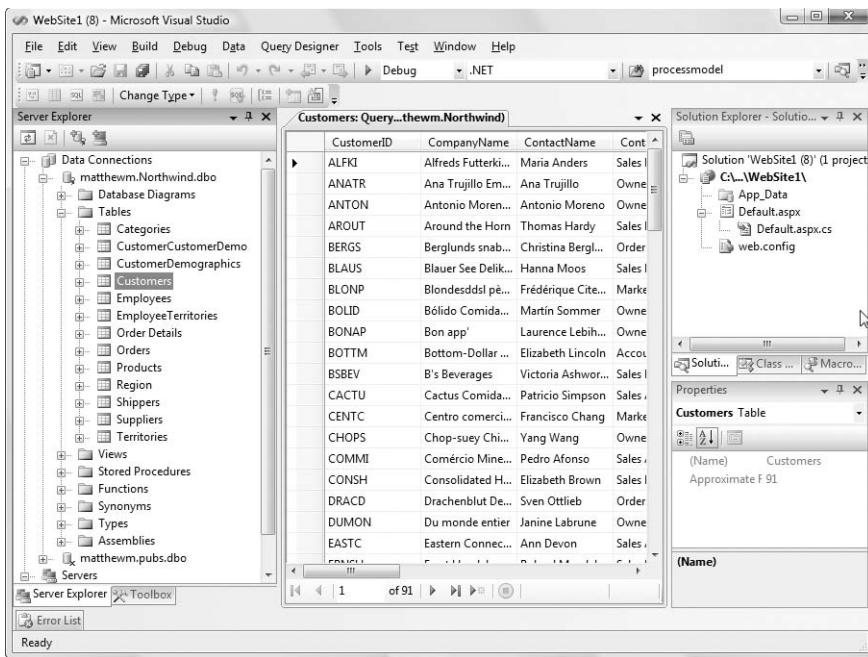 WebSite1 (8) - Microsoft Visual Studio
File Edit View Build Debug Data Query Designer Tools Test Window Help
Debug .NET processmodel
Change Type
Server Explorer
Data Connections
matthewm.Northwind.dbo
Database Diagrams
Tables
Categories
CustomerCustomerDemo
CustomerDemographics
Customers
Employees
EmployeeTerritories
Order Details
Orders
Products
Region
Shippers
Suppliers
Territories
Views
Stored Procedures
Functions
Synonyms
Types
Assemblies
matthewm.pubs.dbo
Servers
Server Explorer Toolbox
Error List
Ready
Customers: Query...thewm.Northwind)
CustomerID CompanyName ContactName Cont
ALFKI Alfreds Futterki... Maria Anders Sales
ANATR Ana Trujillo Em... Ana Trujillo Owne
ANTON Antonio Moren... Antonio Moreno Owne
AROUT Around the Horn Thomas Hardy Sales
BERGS Berglunds snab... Christina Bergl... Order
BLAUS Blauer See Delik... Hanna Moos Sales
BLONP Blondesddsl pè... Frédérique Cite... Marke
BOLID Bólido Comida... Martín Sommer Owne
BONAP Bon app' Laurence Lebih... Owne
BOTTM Bottom-Dollar ... Elizabeth Lincoln Accou
BSBEV B's Beverages Victoria Ashwor... Sales
CACTU Cactus Comida... Patricio Simpson Sales
CENTC Centro comerci... Francisco Chang Marke
CHOPS Chop-suey Chi... Yang Wang Owne
COMMI Comércio Mine... Pedro Afonso Sales
CONSH Consolidated H... Elizabeth Brown Sales
DRACD Drachenblut De... Sven Ottlieb Order
DUMON Du monde entier Janine Labrune Owne
EASTC Eastern Connec... Ann Devon Sales
1 of 91
Solution Explorer - Solutio...
Solution 'WebSite1 (8)' (1 project
C:\...\WebSite1\
App_Data
Default.aspx
Default.aspx.cs
web.config
Soluti... Class ... Macro...
Properties
Customers Table
(Name) Customers
Approximate F 91
(Name)